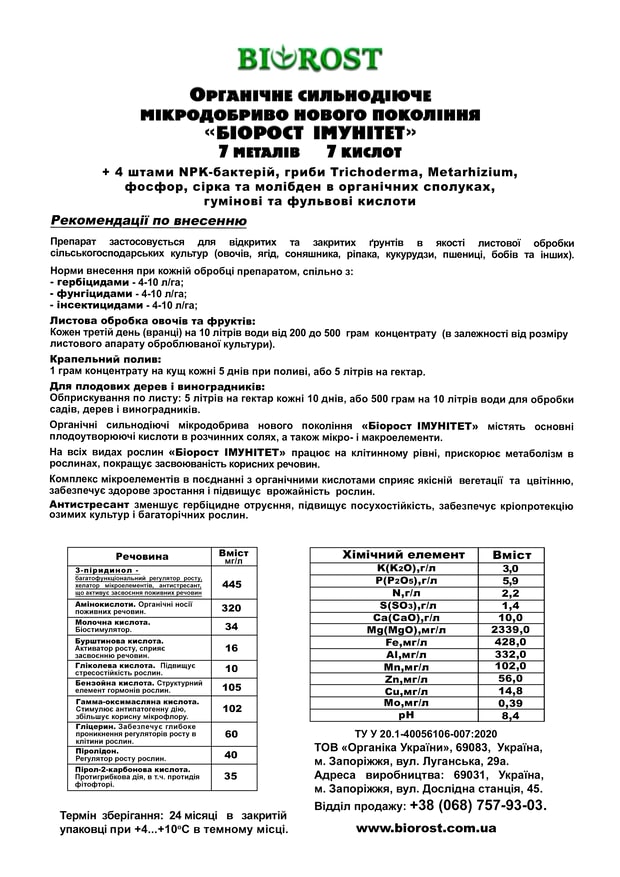 BIOROST
Органічне сильнодіюче
мікродобриво нового покоління
«БІОРОСТ ІМУНІТЕТ»
7 металів 7 кислот
+ 4 штами NPK-бактерій, гриби Trichoderma, Metarhizium,
фосфор, сірка та молібден в органічних сполуках,
гумінові та фульвові кислоти
Рекомендації по внесенню
Препарат застосовується для відкритих та закритих ґрунтів в якості листової обробки
сільськогосподарських культур (овочів, ягід, соняшника, ріпака, кукурудзи, пшениці, бобів та інших).
Норми внесення при кожній обробці препаратом, спільно з:
- гербіцидами - 4-10 л/га;
- фунгіцидами - 4-10 л/га;
- інсектицидами - 4-10 л/га;
Листова обробка овочів та фруктів:
Кожен третій день (вранці) на 10 літрів води від 200 до 500 грам концентрату (в залежності від розміру
листового апарату оброблюваної культури).
Крапельний полив:
1 грам концентрату на кущ кожні 5 днів при поливі, або 5 літрів на гектар.
Для плодових дерев і виноградників:
Обприскування по листу: 5 літрів на гектар кожні 10 днів, або 500 грам на 10 літрів води для обробки
садів, дерев і виноградників.
Органічні сильнодіючі мікродобрива нового покоління «Біорост ІМУНІТЕТ» містять основні
плодоутворюючі кислоти в розчинних солях, а також мікро- і макроелементи.
На всіх видах рослин «Біорост ІМУНІТЕТ» працює на клітинному рівні, прискорює метаболізм в
рослинах, покращує засвоюваність корисних речовин.
Комплекс мікроелементів в поєднанні з органічними кислотами сприяє якісній вегетації та цвітінню,
забезпечує здорове зростання і підвищує врожайність рослин.
Антистресант зменшує гербіцидне отруєння, підвищує посухостійкість, забезпечує кріопротекцію
озимих культур і багаторічних рослин.
Речовина Вміст
мг/л
3-піридинол -
багатофункціональний регулятор росту,
хелатор мікроелементів, антистресант,
що активує засвоєння поживних речовин
445
Амінокислоти. Органічні носії
поживних речовин.
320
Молочна кислота.
Біостимулятор.
34
Бурштинова кислота.
Активатор росту, сприяє
засвоєнню речовин.
16
Гліколева кислота. Підвищує
стресостійкість рослин.
10
Бензойна кислота. Структурний
елемент гормонів рослин.
105
Гамма-оксимасляна кислота.
Стимулює антипатогенну дію,
збільшує корисну мікрофлору.
102
Гліцерин. Забезпечує глибоке
проникнення регуляторів росту в
клітини рослин.
60
Піролідон.
Регулятор росту рослин.
40
Пірол-2-карбонова кислота.
Протигрибкова дія, в т.ч. протидія
фітофторі.
35
Термін зберігання: 24 місяці в закритій
упаковці при +4...+10°С в темному місці.
Хімічний елемент Вміст
K(K2O),г/л 3,0
P(P2O5),г/л 5,9
N,г/л 2,2
S(SO3),г/л 1,4
Ca(CaO),г/л 10,0
Mg(MgO),мг/л 2339,0
Fe,мг/л 428,0
Al,мг/л 332,0
Mn,мг/л 102,0
Zn,мг/л 56,0
Cu,мг/л 14,8
Mo,мг/л 0,39
pH 8,4
ТУ У 20.1-40056106-007:2020
ТОВ «Органіка України», 69083, Україна,
м. Запоріжжя, вул. Луганська, 29а.
Адреса виробництва: 69031, Україна,
м. Запоріжжя, вул. Дослідна станція, 45.
Відділ продажу: +38 (068) 757-93-03.
www.biorost.com.ua